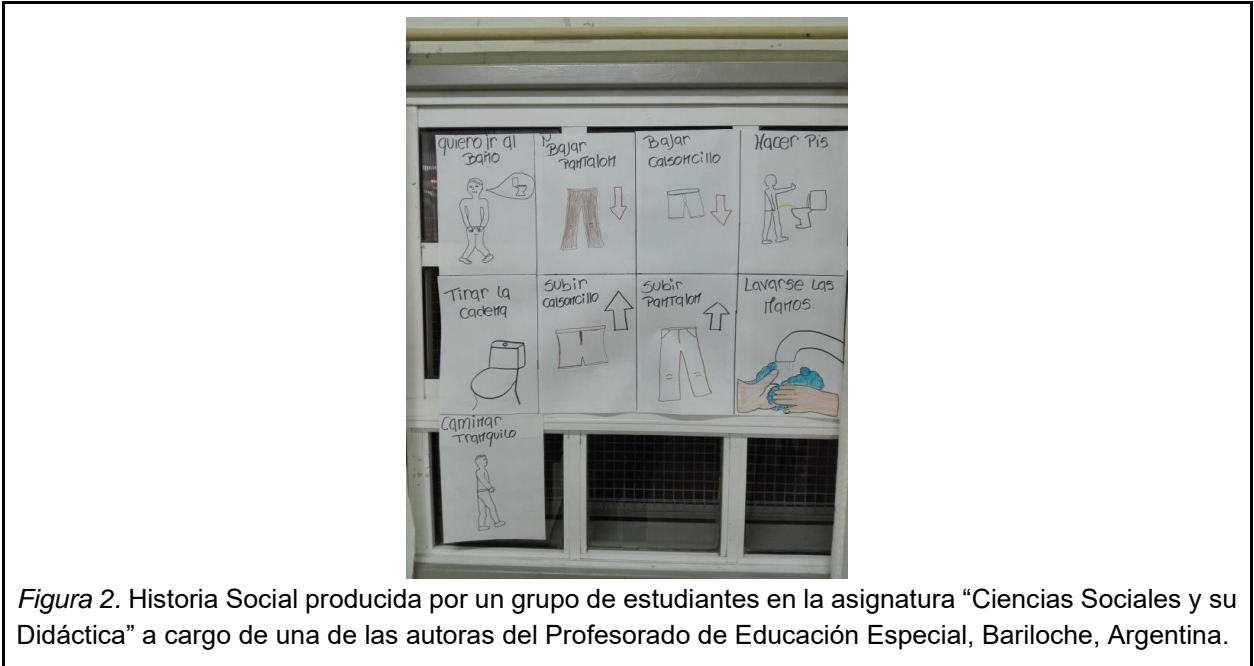 quiero ir al
Baño
Bajar
Pantalon
Bajar
calsoncillo
Hacer Pis
Tirar la
cadena
Subir
calsoncillo
Subir
Pantalon
Lavarse las
Manos.
Caminar
Tranquilo
Figura 2. Historia Social producida por un grupo de estudiantes en la asignatura “Ciencias Sociales y su
Didáctica” a cargo de una de las autoras del Profesorado de Educación Especial, Bariloche, Argentina.